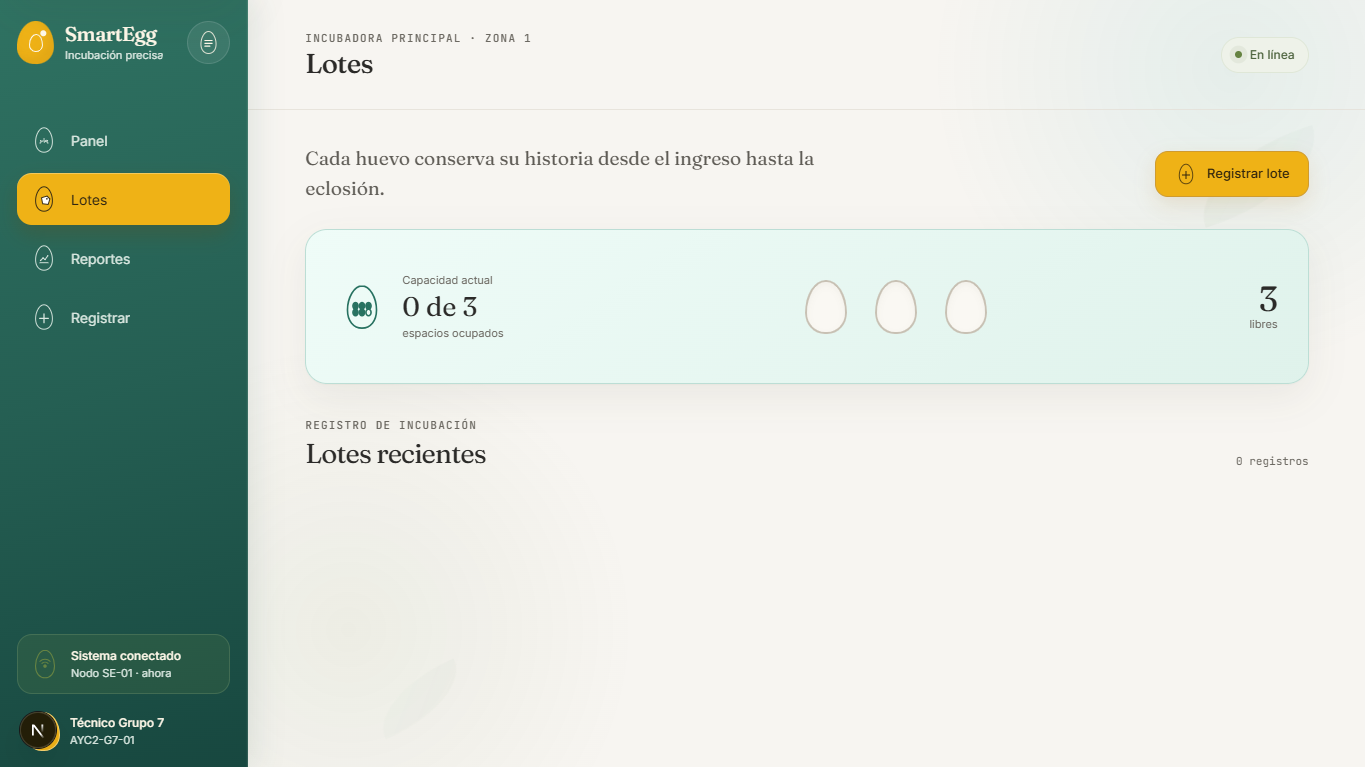 SmartEgg
Incubación precisa
Panel
Lotes
Reportes
Registrar
Sistema conectado
Nodo SE-01 · ahora
N
Técnico Grupo 7
AYC2-G7-01
INCUBADORA PRINCIPAL · ZONA 1
Lotes
En línea
Cada huevo conserva su historia desde el ingreso hasta la
eclosión.
Registrar lote
Capacidad actual
0 de 3
espacios ocupados
3
libres
REGISTRO DE INCUBACIÓN
Lotes recientes
0 registros